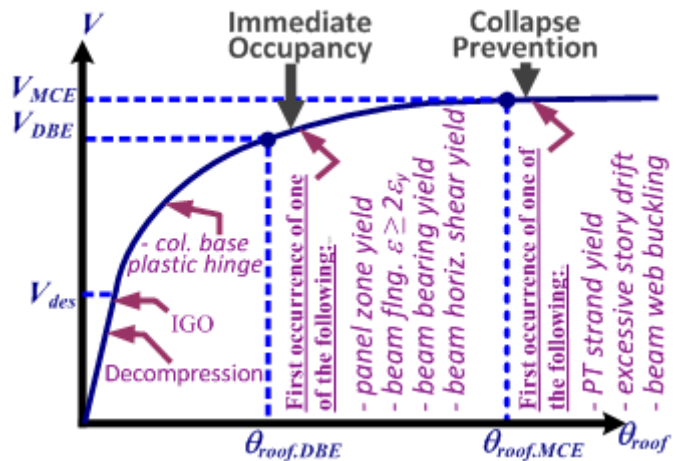 V
Immediate
Occupancy
Collapse
Prevention
V_MCE
V_DBE
V_des
- col. base
plastic hinge
IGO
Decompression
First occurrence of one
of the following:
- panel zone yield
- beam flng. ε ≥ 2ε_y
- beam bearing yield
- beam horiz. shear yield
First occurrence of one of
the following:
- PT strand yield
- excessive story drift
- beam web buckling
θ_roof.DBE
θ_roof.MCE
θ_roof